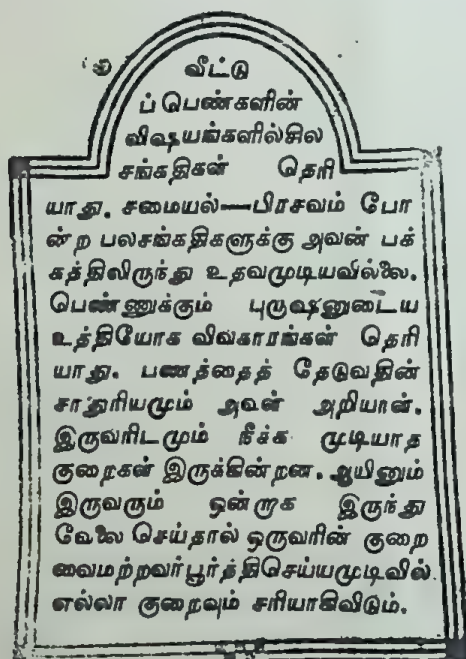 வீட்டு
ப் பெண்களின்
விஷயங்களில்சில
சங்கதிகள் தெரி
யாது. சமையல்—பிரசவம் போ
ன்ற பலசங்கதிகளுக்கு அவன் பக்
கத்திலிருந்து உதவமுடியவில்லை.
பெண்ணுக்கும் புருஷனுடைய
உத்தியோக விவகாரங்கள் தெரி
யாது. பணத்தைத் தேடுவதின்
சாதுரியமும் அவள் அறியாள்.
இருவரிடமும் நீக்க முடியாத
குறைகள் இருக்கின்றன. ஆயினும்
இருவரும் ஒன்றாக இருந்து
வேலை செய்தால் ஒருவரின் குறை
வைமற்றவர்பூர்த்திசெய்யமுடிவில்
எல்லா குறைவும் சரியாகிவிடும்.